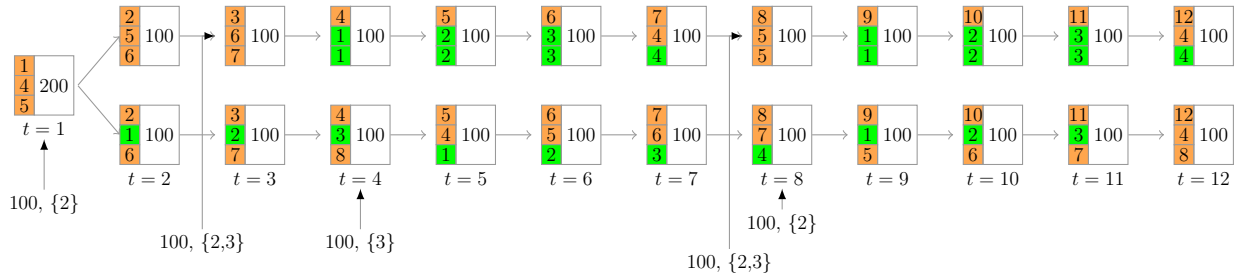 2 3 4 5 6 7 8 9 10 11 12
5 100 6 100 1 100 2 100 3 100 4 100 5 100 1 100 2 100 3 100 4 100
6 7 1 2 3 4 5 1 2 3 4
1
4 200
5
t = 1
2 3 4 5 6 7 8 9 10 11 12
1 100 2 100 3 100 4 100 5 100 6 100 7 100 1 100 2 100 3 100 4 100
6 7 8 1 2 3 4 5 6 7 8
t = 2 t = 3 t = 4 t = 5 t = 6 t = 7 t = 8 t = 9 t = 10 t = 11 t = 12
100, {2}
100, {2}
100, {2,3} 100, {3}
100, {2,3}